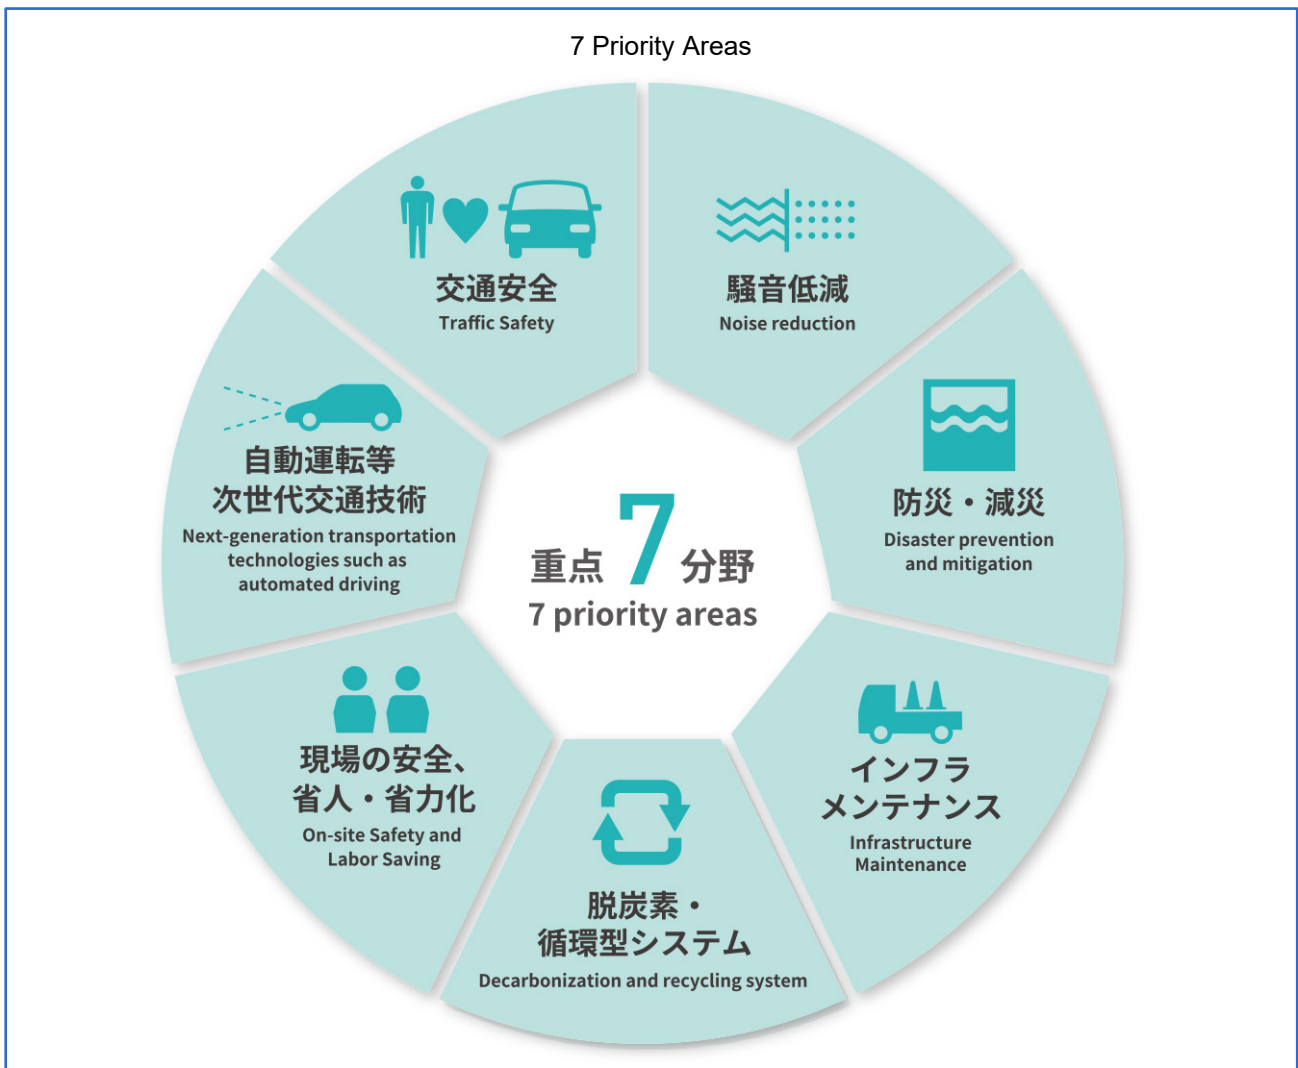 7 Priority Areas
交通安全
Traffic Safety
騒音低減
Noise reduction
自動運転等
次世代交通技術
Next-generation transportation
technologies such as
automated driving
防災・減災
Disaster prevention
and mitigation
重点 7 分野
7 priority areas
現場の安全、
省人・省力化
On-site Safety and
Labor Saving
インフラ
メンテナンス
Infrastructure
Maintenance
脱炭素・
循環型システム
Decarbonization and recycling system